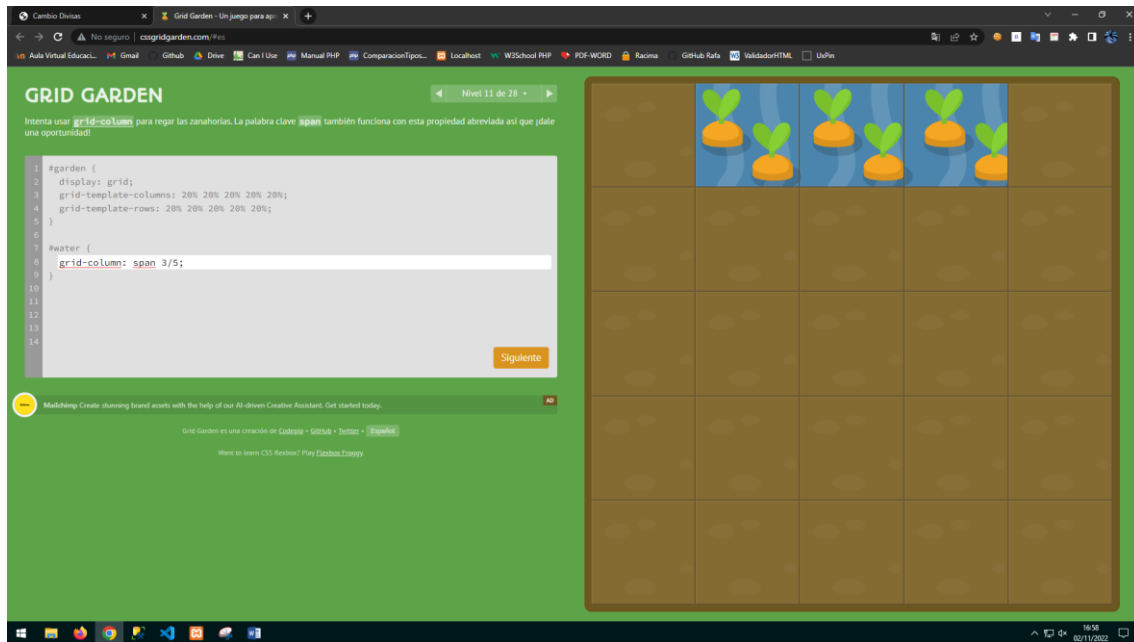 Cambio Divisas
Grid Garden - Un juego para apr
No seguro | cssgridgarden.com/#es
Aula Virtual Educaci... Gmail Github Drive Can I Use Manual PHP ComparacionTipos... Localhost W3School PHP PDF-WORD Racima GitHub Rafa ValidadorHTML UxPin
GRID GARDEN
Nivel 11 de 28
Intenta usar grid-column para regar las zanahorias. La palabra clave span también funciona con esta propiedad abreviada así que ¡dale
una oportunidad!
1 #garden {
2 display: grid;
3 grid-template-columns: 20% 20% 20% 20% 20%;
4 grid-template-rows: 20% 20% 20% 20% 20%;
5 }
6
7 #water {
8 grid-column: span 3/5;
9 }
10
11
12
13
14
Siguiente
Mailchimp Create stunning brand assets with the help of our AI-driven Creative Assistant. Get started today.
AD
Grid Garden es una creación de Codepip • GitHub • Twitter • Español
Want to learn CSS flexbox? Play Flexbox Froggy.
16:58
02/11/2022